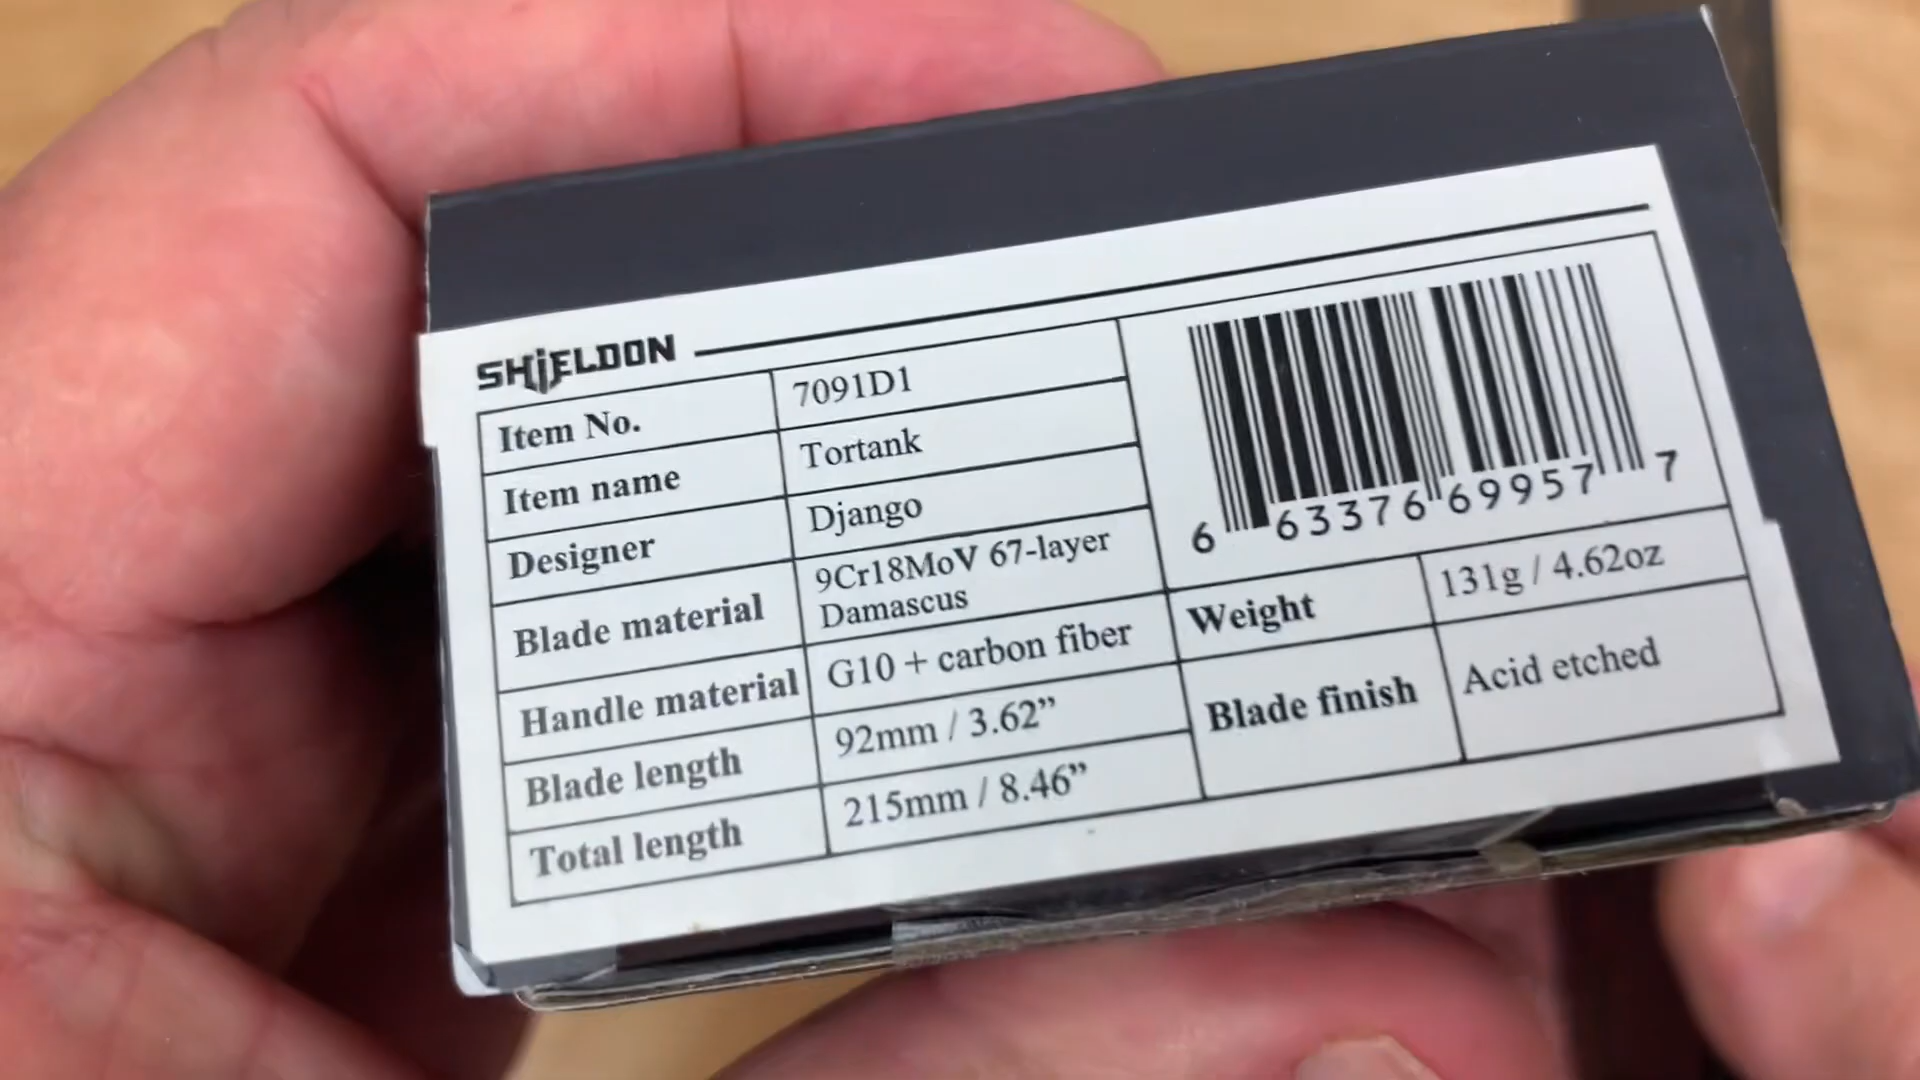 SHIELDON
Item No. 7091D1
Item name Tortank
Designer Django
Blade material 9Cr18MoV 67-layer
Damascus
Handle material G10 + carbon fiber
Blade length 92mm / 3.62”
Total length 215mm / 8.46”
6 63376 69957 7
Weight 131g / 4.62oz
Blade finish Acid etched